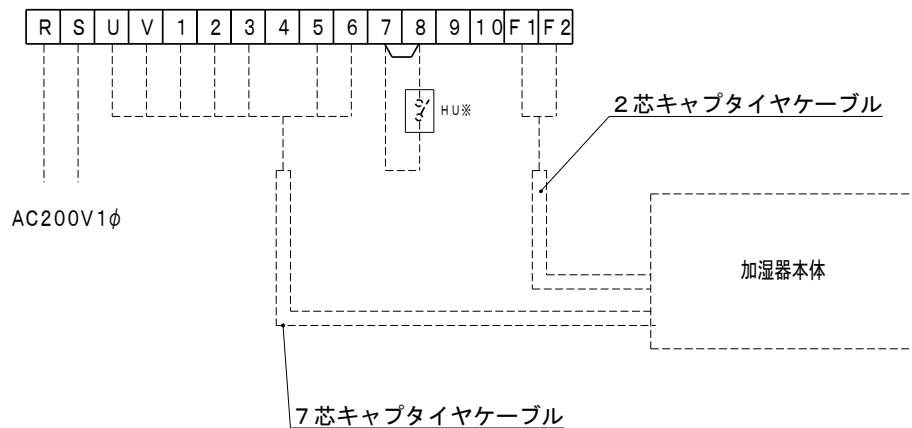 R S U V 1 2 3 4 5 6 7 8 9 10 F1 F2
HU※
2芯キャプタイヤケーブル
AC200V1φ
加湿器本体
7芯キャプタイヤケーブル